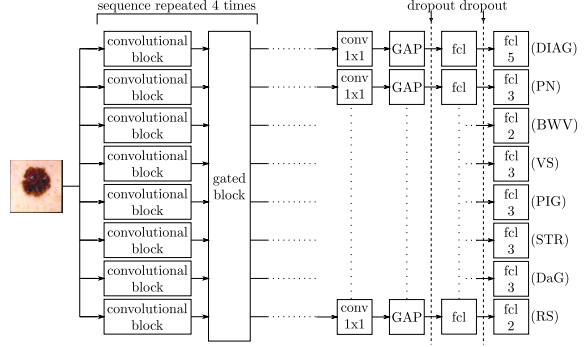 sequence repeated 4 times
dropout dropout
convolutional block
conv 1x1
GAP
fcl
fcl 5
(DIAG)
convolutional block
conv 1x1
GAP
fcl
fcl 3
(PN)
convolutional block
fcl 2
(BWV)
convolutional block
fcl 3
(VS)
gated block
convolutional block
fcl 3
(PIG)
convolutional block
fcl 3
(STR)
convolutional block
fcl 3
(DaG)
convolutional block
conv 1x1
GAP
fcl
fcl 2
(RS)